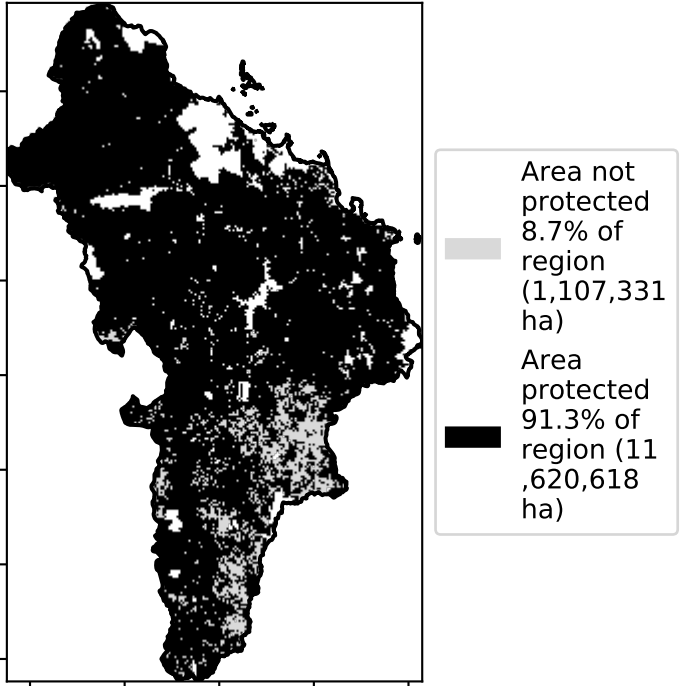 Area not
protected
8.7% of
region
(1,107,331
ha)
Area
protected
91.3% of
region (11
,620,618
ha)